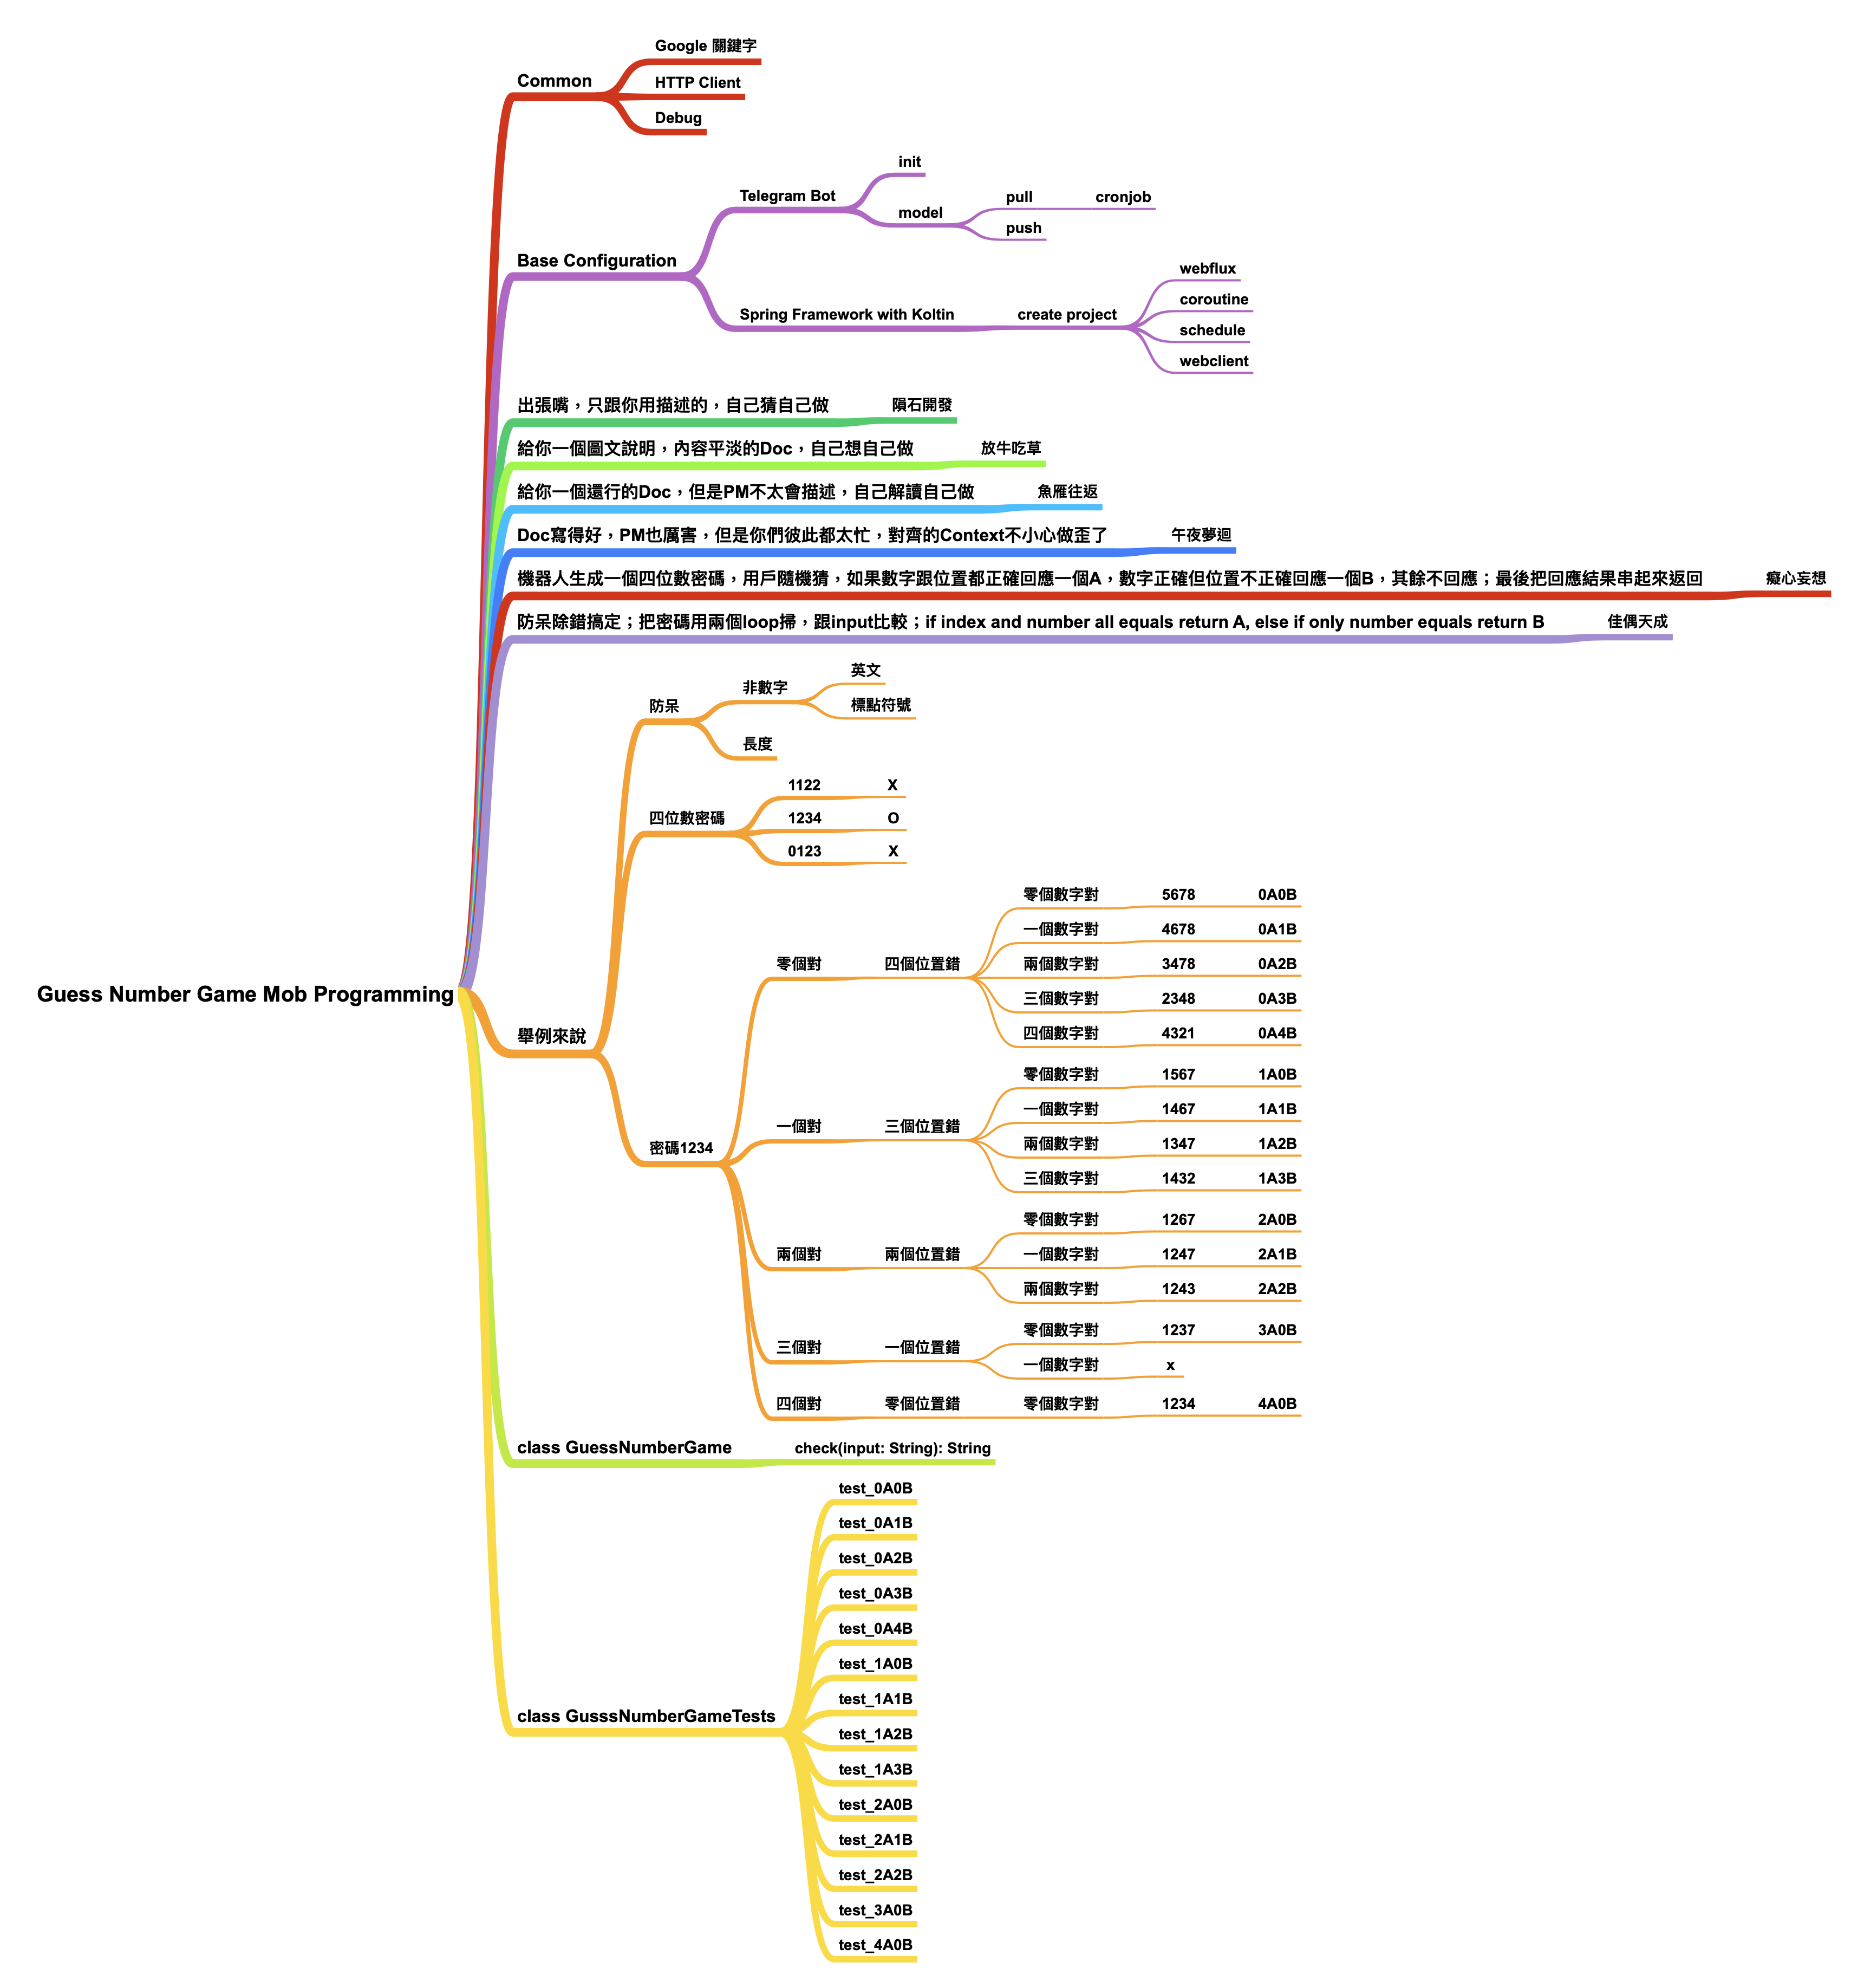 Guess Number Game Mob Programming
Common
Google 關鍵字
HTTP Client
Debug
Base Configuration
Telegram Bot
init
model
pull
cronjob
push
Spring Framework with Koltin
create project
webflux
coroutine
schedule
webclient
出張嘴，只跟你用描述的，自己猜自己做
隕石開發
給你一個圖文說明，內容平淡的Doc，自己想自己做
放牛吃草
給你一個還行的Doc，但是PM不太會描述，自己解讀自己做
魚雁往返
Doc寫得好，PM也厲害，但是你們彼此都太忙，對齊的Context不小心做歪了
午夜夢迴
機器人生成一個四位數密碼，用戶隨機猜，如果數字跟位置都正確回應一個A，數字正確但位置不正確回應一個B，其餘不回應；最後把回應結果串起來返回
癡心妄想
防呆除錯搞定；把密碼用兩個loop掃，跟input比較；if index and number all equals return A, else if only number equals return B
佳偶天成
舉例來說
防呆
非數字
英文
標點符號
長度
四位數密碼
1122
X
1234
O
0123
X
密碼1234
零個對
四個位置錯
零個數字對
5678
0A0B
一個數字對
4678
0A1B
兩個數字對
3478
0A2B
三個數字對
2348
0A3B
四個數字對
4321
0A4B
一個對
三個位置錯
零個數字對
1567
1A0B
一個數字對
1467
1A1B
兩個數字對
1347
1A2B
三個數字對
1432
1A3B
兩個對
兩個位置錯
零個數字對
1267
2A0B
一個數字對
1247
2A1B
兩個數字對
1243
2A2B
三個對
一個位置錯
零個數字對
1237
3A0B
一個數字對
x
四個對
零個位置錯
零個數字對
1234
4A0B
class GuessNumberGame
check(input: String): String
class GusssNumberGameTests
test_0A0B
test_0A1B
test_0A2B
test_0A3B
test_0A4B
test_1A0B
test_1A1B
test_1A2B
test_1A3B
test_2A0B
test_2A1B
test_2A2B
test_3A0B
test_4A0B